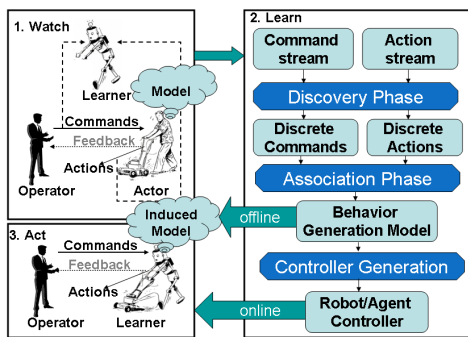 1. Watch
Learner
Model
Commands
Feedback
Actions
Operator
Actor
Induced
Model
3. Act
Commands
Feedback
Actions
Operator
Learner
2. Learn
Command
stream
Action
stream
Discovery Phase
Discrete
Commands
Discrete
Actions
Association Phase
offline
Behavior
Generation Model
Controller Generation
online
Robot/Agent
Controller